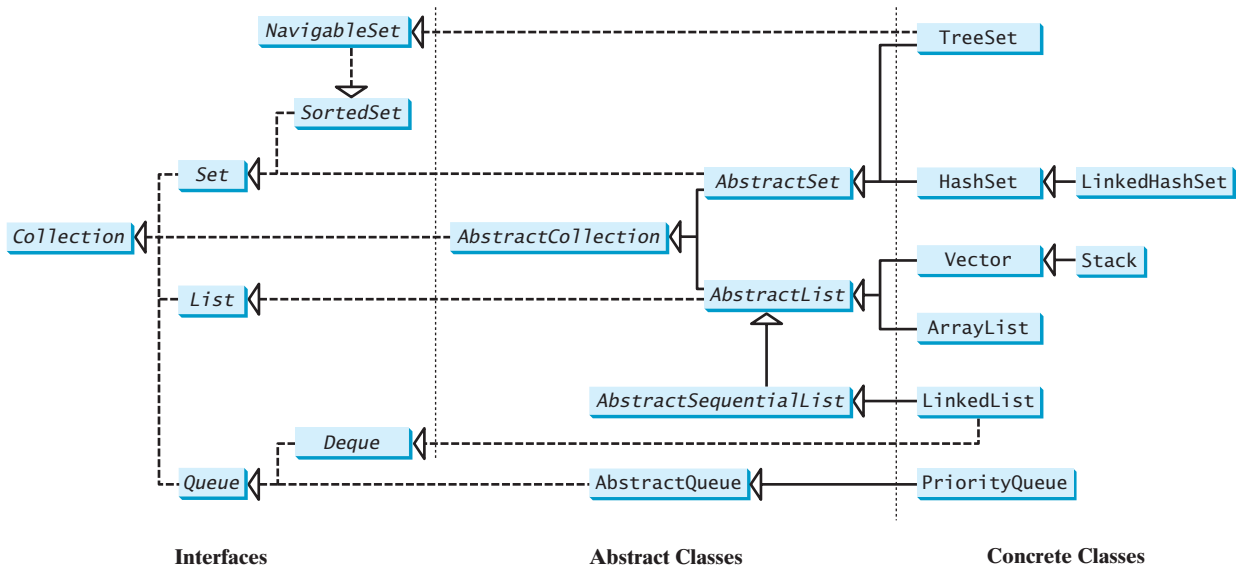 NavigableSet
TreeSet
SortedSet
Set
AbstractSet
HashSet
LinkedHashSet
Collection
AbstractCollection
Vector
Stack
List
AbstractList
ArrayList
AbstractSequentialList
LinkedList
Deque
Queue
AbstractQueue
PriorityQueue
Interfaces
Abstract Classes
Concrete Classes